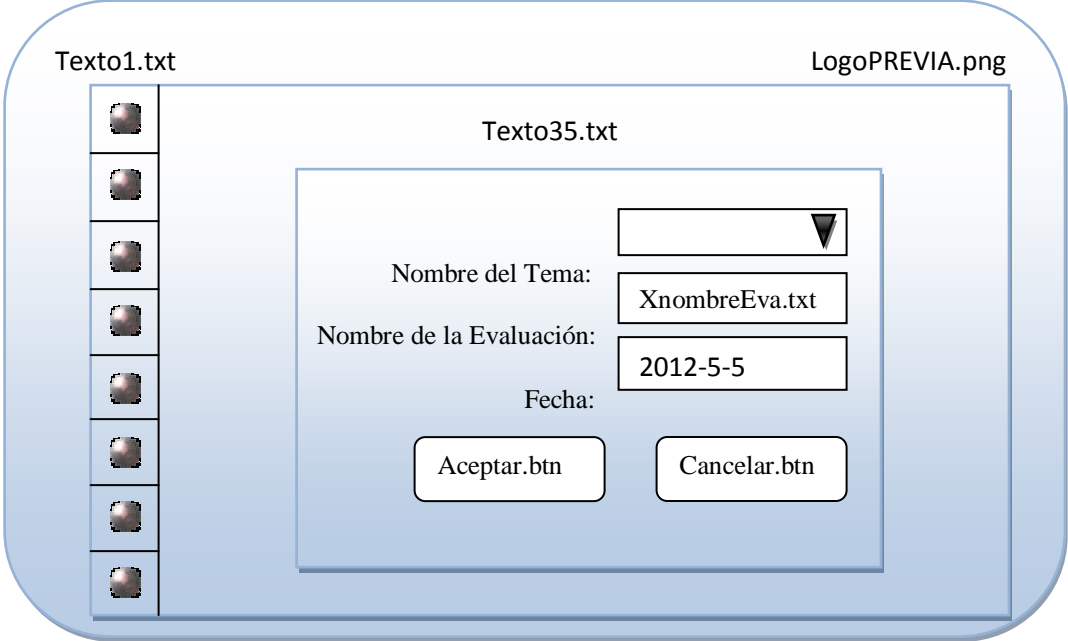 Texto1.txt
LogoPREVIA.png
Texto35.txt
Nombre del Tema:
XnombreEva.txt
Nombre de la Evaluación:
2012-5-5
Fecha:
Aceptar.btn
Cancelar.btn